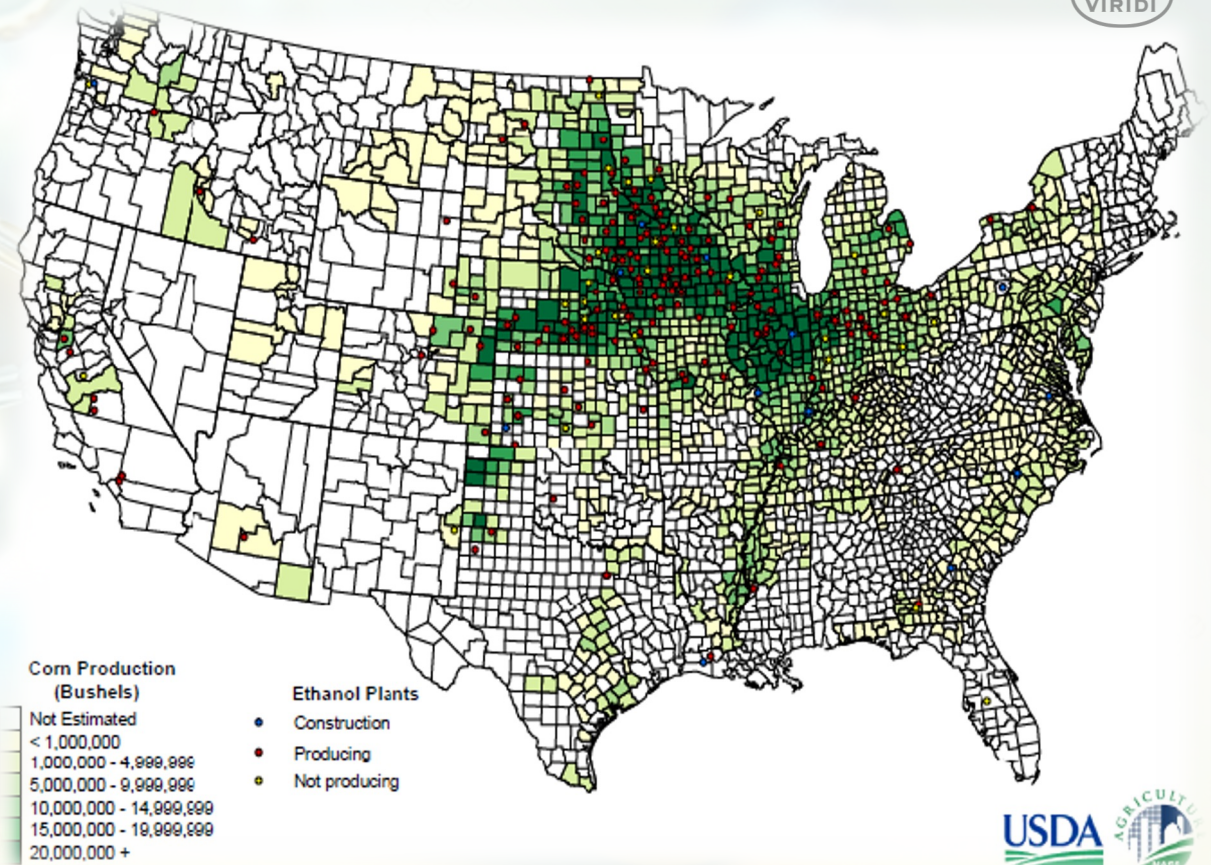 VIRIDI
Corn Production
(Bushels)
Not Estimated
< 1,000,000
1,000,000 - 4,999,999
5,000,000 - 9,999,999
10,000,000 - 14,999,999
15,000,000 - 19,999,999
20,000,000 +
Ethanol Plants
Construction
Producing
Not producing
USDA
AGRICULTUR